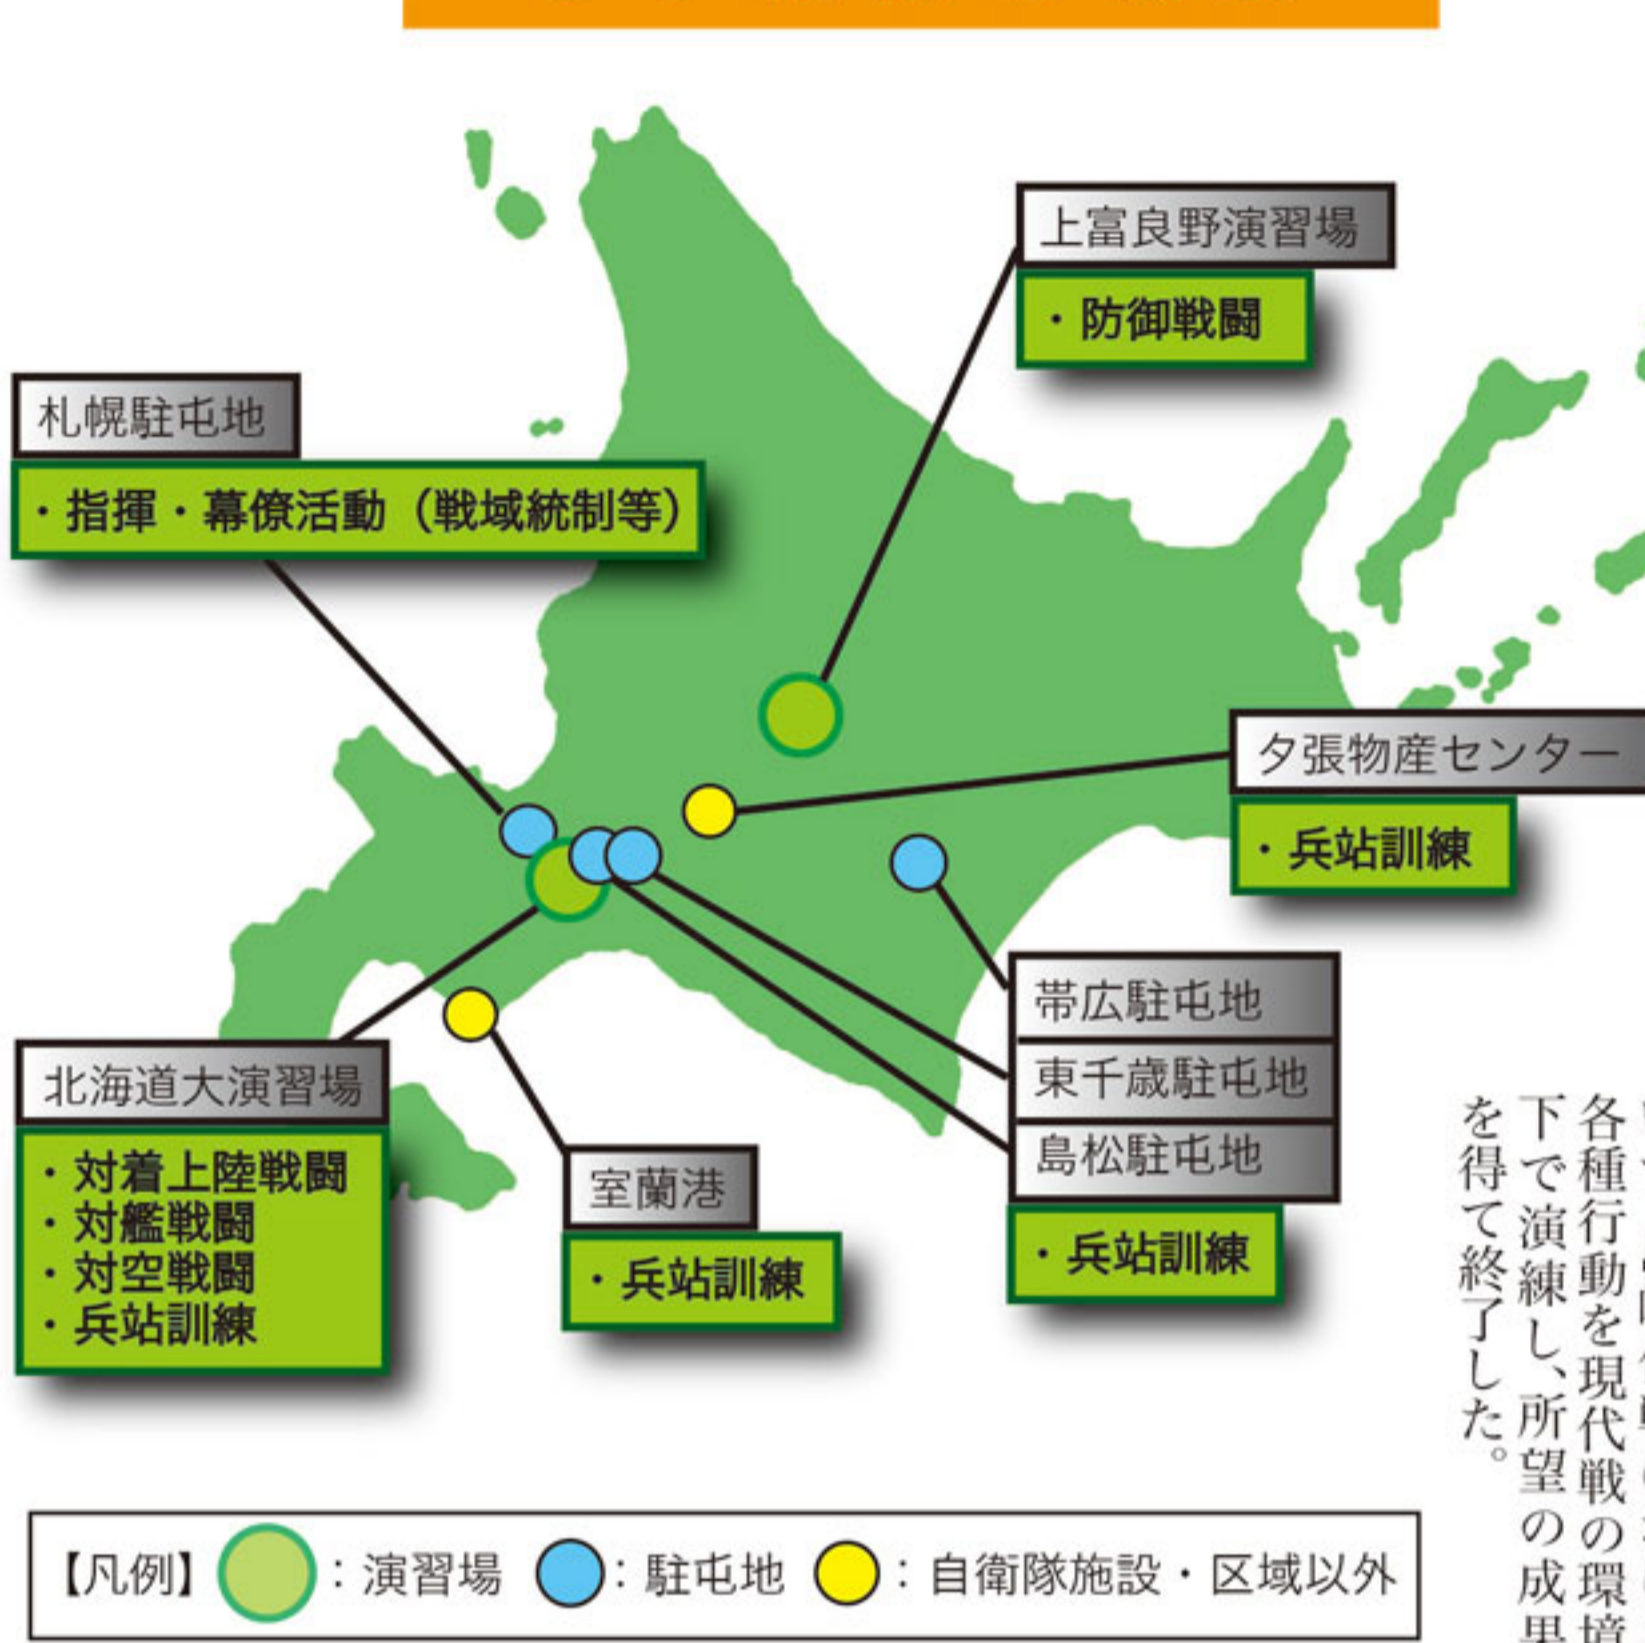 上富良野演習場
・防御戦闘
札幌駐屯地
・指揮・幕僚活動（戦域統制等）
夕張物産センター
・兵站訓練
帯広駐屯地
東千歳駐屯地
島松駐屯地
・兵站訓練
北海道大演習場
・対着上陸戦闘
・対艦戦闘
・対空戦闘
・兵站訓練
室蘭港
・兵站訓練
各種行動を現代戦の環境
下で演練し、所望の成果
を得て終了した。
【凡例】 ：演習場 ：駐屯地 ：自衛隊施設・区域以外